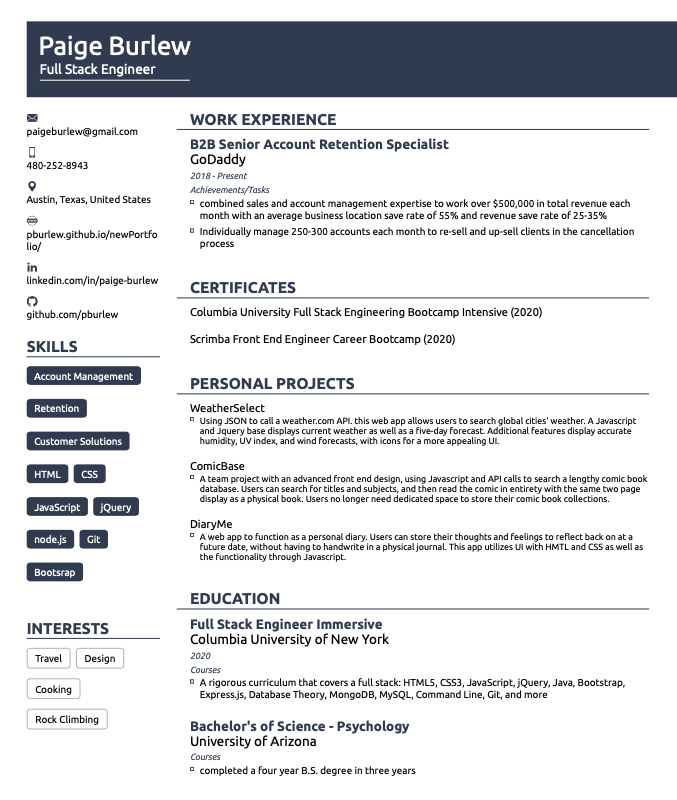 Paige Burlew
Full Stack Engineer
paigeburlew@gmail.com
480-252-8943
Austin, Texas, United States
pburlew.github.io/newPortfo
lio/
linkedin.com/in/paige-burlew
github.com/pburlew
SKILLS
Account Management
Retention
Customer Solutions
HTML CSS
JavaScript jQuery
node.js Git
Bootsrap
INTERESTS
Travel Design
Cooking
Rock Climbing
WORK EXPERIENCE
B2B Senior Account Retention Specialist
GoDaddy
2018 - Present
Achievements/Tasks
combined sales and account management expertise to work over $500,000 in total revenue each
month with an average business location save rate of 55% and revenue save rate of 25-35%
Individually manage 250-300 accounts each month to re-sell and up-sell clients in the cancellation
process
CERTIFICATES
Columbia University Full Stack Engineering Bootcamp Intensive (2020)
Scrimba Front End Engineer Career Bootcamp (2020)
PERSONAL PROJECTS
WeatherSelect
Using JSON to call a weather.com API. this web app allows users to search global cities' weather. A Javascript
and Jquery base displays current weather as well as a five-day forecast. Additional features display accurate
humidity, UV index, and wind forecasts, with icons for a more appealing UI.
ComicBase
A team project with an advanced front end design, using Javascript and API calls to search a lengthy comic book
database. Users can search for titles and subjects, and then read the comic in entirety with the same two page
display as a physical book. Users no longer need dedicated space to store their comic book collections.
DiaryMe
A web app to function as a personal diary. Users can store their thoughts and feelings to reflect back on at a
future date, without having to handwrite in a physical journal. This app utilizes UI with HMTL and CSS as well as
the functionality through Javascript.
EDUCATION
Full Stack Engineer Immersive
Columbia University of New York
2020
Courses
A rigorous curriculum that covers a full stack: HTML5, CSS3, JavaScript, jQuery, Java, Bootstrap,
Express.js, Database Theory, MongoDB, MySQL, Command Line, Git, and more
Bachelor's of Science - Psychology
University of Arizona
Courses
completed a four year B.S. degree in three years